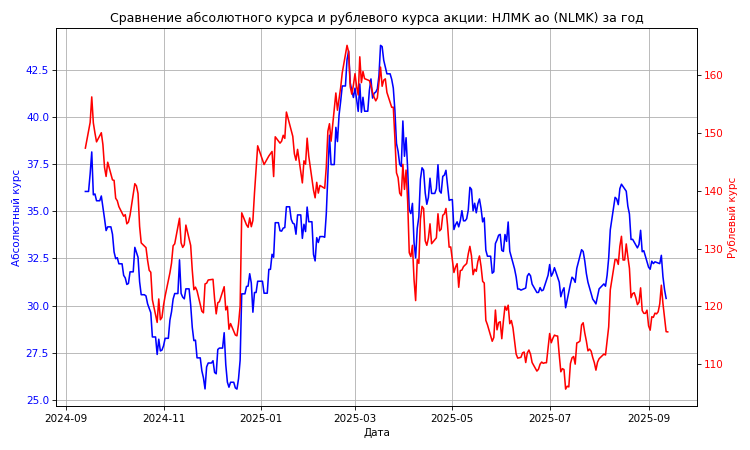 Сравнение абсолютного курса и рублевого курса акции: НЛМК ао (NLMK) за год
42.5
40.0
37.5
35.0
32.5
30.0
27.5
25.0
Абсолютный курс
160
150
140
130
120
110
Рублевый курс
2024-09 2024-11 2025-01 2025-03 2025-05 2025-07 2025-09
Дата